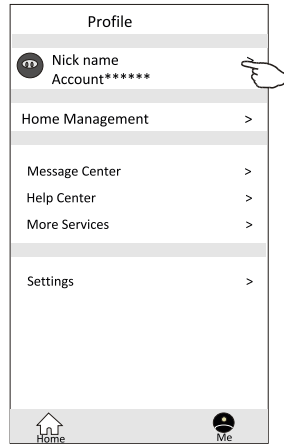 Profile
Nick name
Account******
Home Management >
Message Center >
Help Center >
More Services >
Settings >
Home Me